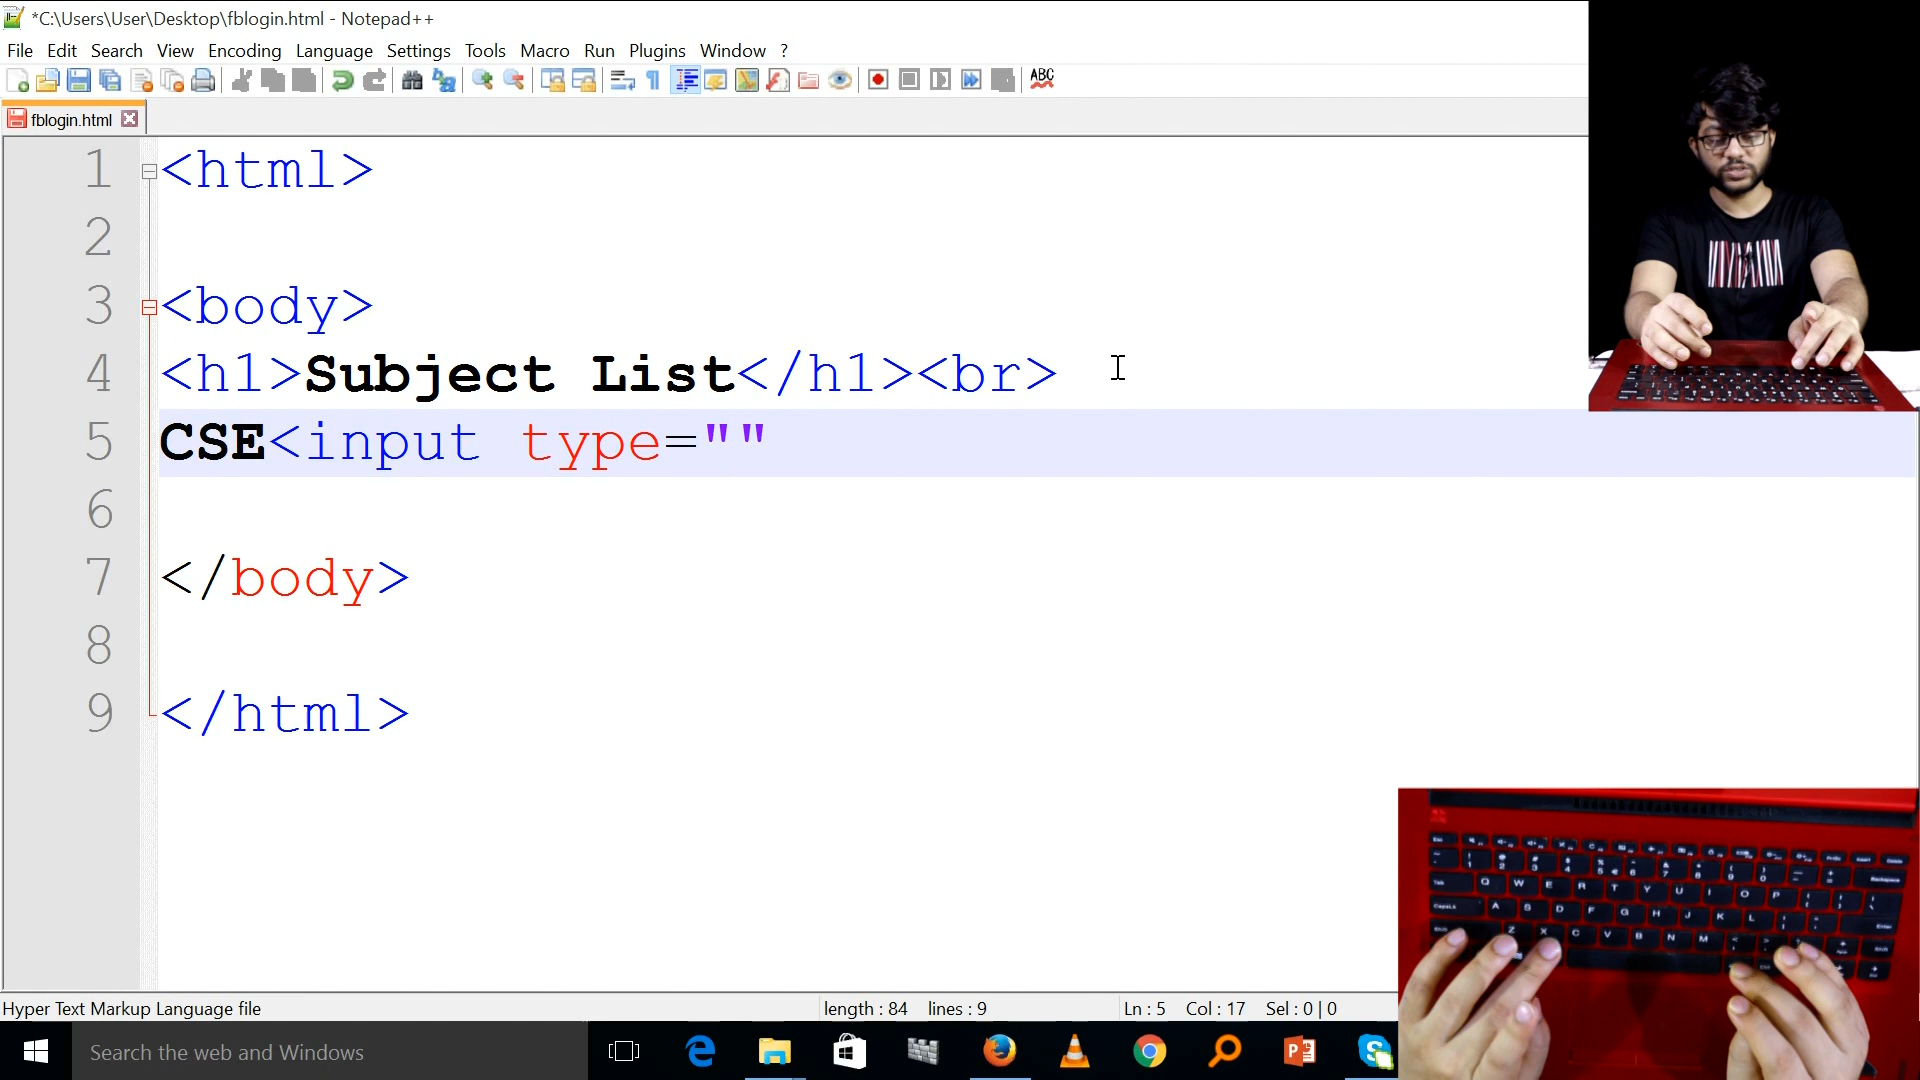 *C:\Users\User\Desktop\fblogin.html - Notepad++
File Edit Search View Encoding Language Settings Tools Macro Run Plugins Window ?
ABC
fblogin.html
1 <html>
2
3 <body>
4 <h1>Subject List</h1><br>
5 CSE<input type=""
6
7 </body>
8
9 </html>
Hyper Text Markup Language file length : 84 lines : 9 Ln : 5 Col : 17 Sel : 0 | 0
Search the web and Windows
Q W E R T Y U I O P
A S D F G H J K L
Z X C V B N M